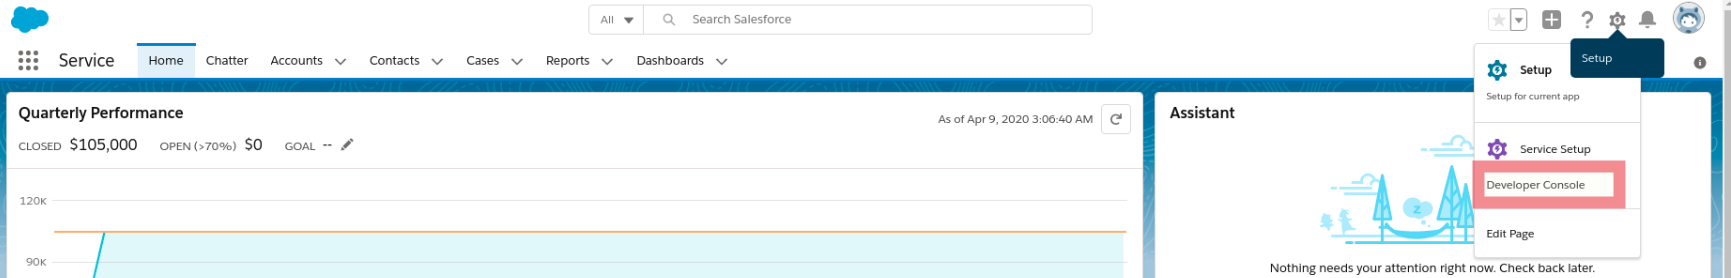 All
Search Salesforce
Service
Home
Chatter
Accounts
Contacts
Cases
Reports
Dashboards
Setup
Setup
Setup for current app
Service Setup
Developer Console
Edit Page
Quarterly Performance
As of Apr 9, 2020 3:06:40 AM
CLOSED $105,000 OPEN (>70%) $0 GOAL --
120K
90K
Assistant
z
Nothing needs your attention right now. Check back later.